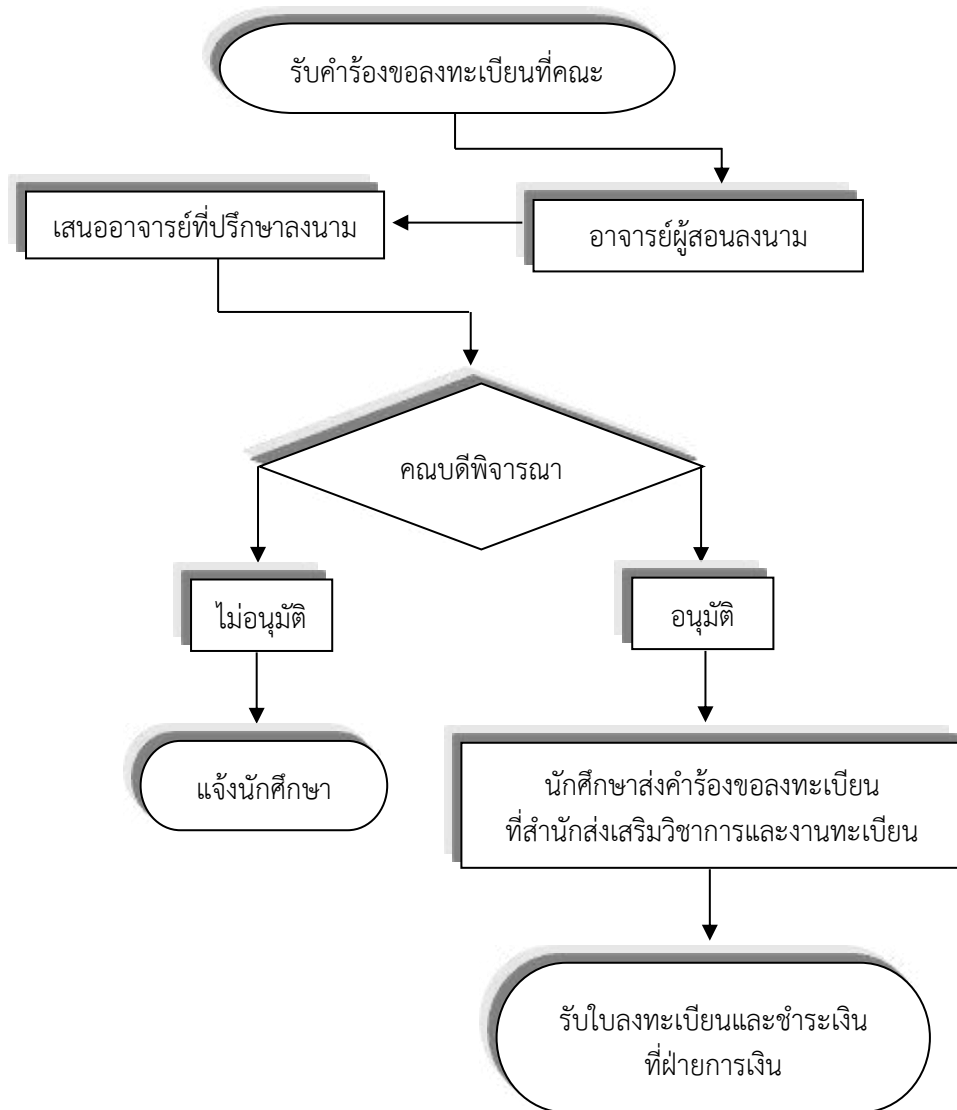 รับคำร้องขอลงทะเบียนที่คณะ
อาจารย์ผู้สอนลงนาม
เสนออาจารย์ที่ปรึกษาลงนาม
คณบดีพิจารณา
ไม่อนุมัติ
อนุมัติ
แจ้งนักศึกษา
นักศึกษาส่งคำร้องขอลงทะเบียน
ที่สำนักส่งเสริมวิชาการและงานทะเบียน
รับใบลงทะเบียนและชำระเงิน
ที่ฝ่ายการเงิน